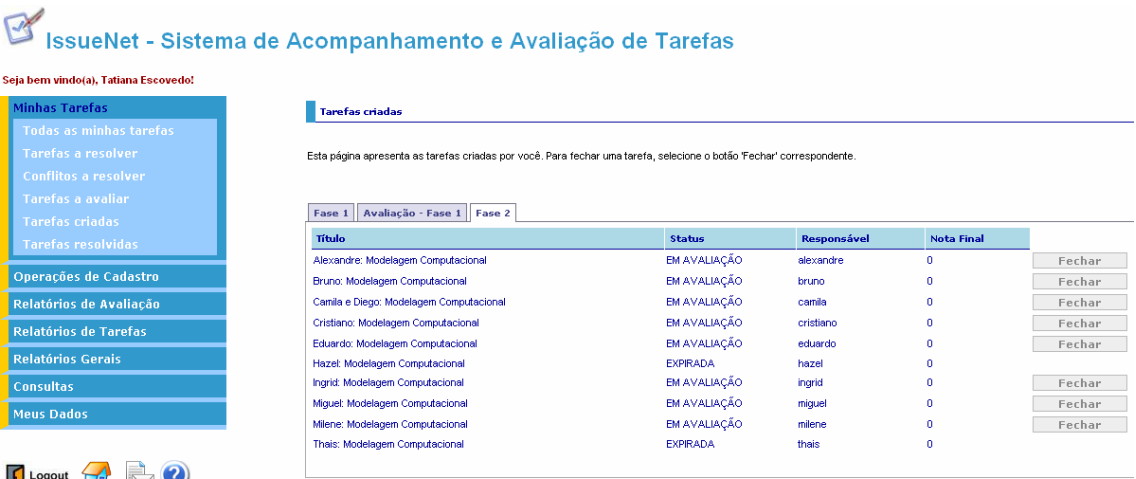 IssueNet - Sistema de Acompanhamento e Avaliação de Tarefas
Seja bem vindo(a), Tatiana Escovedo!
Minhas Tarefas
Todas as minhas tarefas
Tarefas a resolver
Conflitos a resolver
Tarefas a avaliar
Tarefas criadas
Tarefas resolvidas
Operações de Cadastro
Relatórios de Avaliação
Relatórios de Tarefas
Relatórios Gerais
Consultas
Meus Dados
Logout
Tarefas criadas
Esta página apresenta as tarefas criadas por você. Para fechar uma tarefa, selecione o botão 'Fechar' correspondente.
Fase 1 Avaliação - Fase 1 Fase 2
Título Status Responsável Nota Final
Alexandre: Modelagem Computacional EM AVALIAÇÃO alexandre 0 Fechar
Bruno: Modelagem Computacional EM AVALIAÇÃO bruno 0 Fechar
Camila e Diego: Modelagem Computacional EM AVALIAÇÃO camila 0 Fechar
Cristiano: Modelagem Computacional EM AVALIAÇÃO cristiano 0 Fechar
Eduardo: Modelagem Computacional EM AVALIAÇÃO eduardo 0 Fechar
Hazel: Modelagem Computacional EXPIRADA hazel 0
Ingrid: Modelagem Computacional EM AVALIAÇÃO ingrid 0 Fechar
Miguel: Modelagem Computacional EM AVALIAÇÃO miguel 0 Fechar
Milene: Modelagem Computacional EM AVALIAÇÃO milene 0 Fechar
Thais: Modelagem Computacional EXPIRADA thais 0